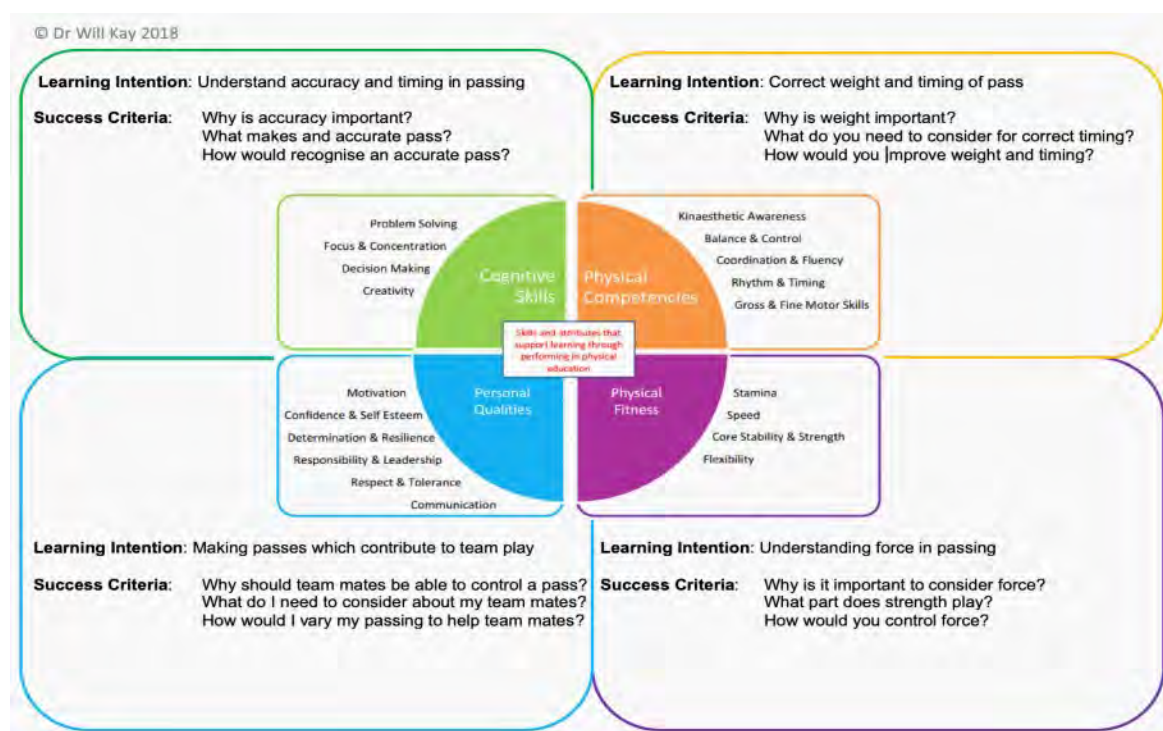 © Dr Will Kay 2018
Learning Intention: Understand accuracy and timing in passing
Success Criteria: Why is accuracy important?
What makes and accurate pass?
How would recognise an accurate pass?
Learning Intention: Correct weight and timing of pass
Success Criteria: Why is weight important?
What do you need to consider for correct timing?
How would you improve weight and timing?
Problem Solving
Focus & Concentration
Decision Making
Creativity
Cognitive
Skills
Physical
Competencies
Kinaesthetic Awareness
Balance & Control
Coordination & Fluency
Rhythm & Timing
Gross & Fine Motor Skills
Skills and attributes that
support learning through
performing in physical
education
Motivation
Confidence & Self Esteem
Determination & Resilience
Responsibility & Leadership
Respect & Tolerance
Communication
Personal
Qualities
Physical
Fitness
Stamina
Speed
Core Stability & Strength
Flexibility
Learning Intention: Making passes which contribute to team play
Success Criteria: Why should team mates be able to control a pass?
What do I need to consider about my team mates?
How would I vary my passing to help team mates?
Learning Intention: Understanding force in passing
Success Criteria: Why is it important to consider force?
What part does strength play?
How would you control force?